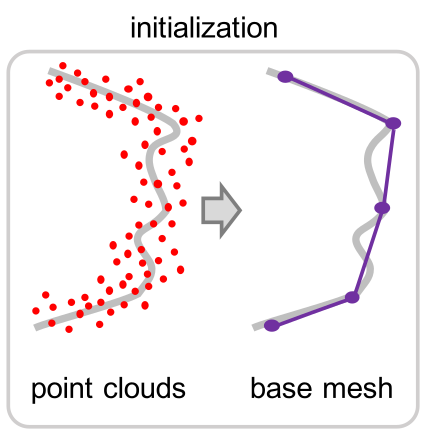 initialization
point clouds
base mesh